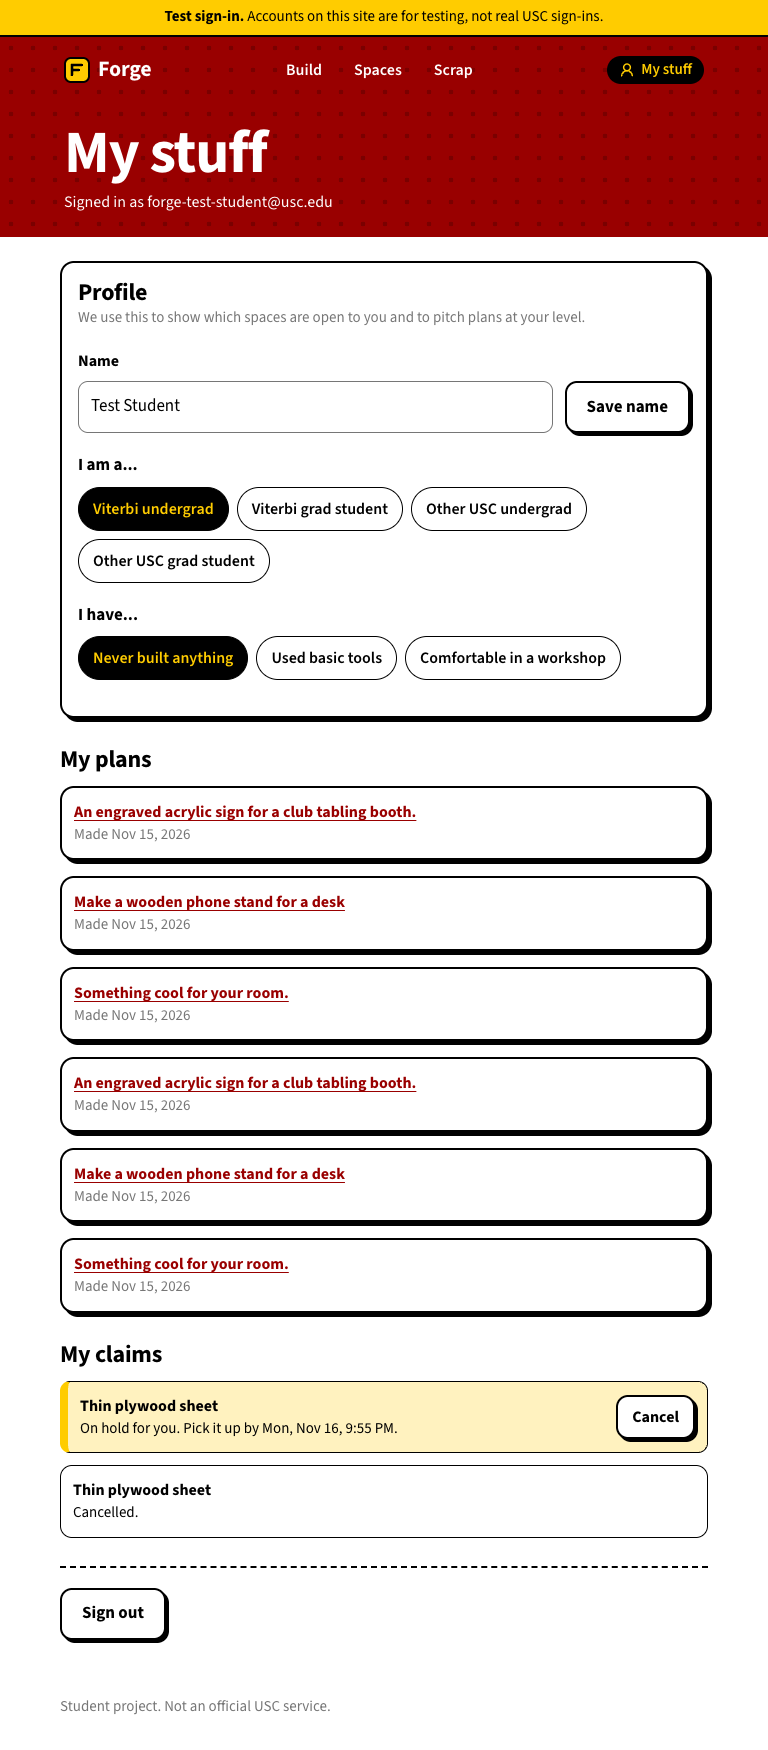 Test sign-in. Accounts on this site are for testing, not real USC sign-ins.
F Forge
Build Spaces Scrap
My stuff
My stuff
Signed in as forge-test-student@usc.edu
Profile
We use this to show which spaces are open to you and to pitch plans at your level.
Name
Test Student
Save name
I am a...
Viterbi undergrad Viterbi grad student Other USC undergrad
Other USC grad student
I have...
Never built anything Used basic tools Comfortable in a workshop
My plans
An engraved acrylic sign for a club tabling booth.
Made Nov 15, 2026
Make a wooden phone stand for a desk
Made Nov 15, 2026
Something cool for your room.
Made Nov 15, 2026
An engraved acrylic sign for a club tabling booth.
Made Nov 15, 2026
Make a wooden phone stand for a desk
Made Nov 15, 2026
Something cool for your room.
Made Nov 15, 2026
My claims
Thin plywood sheet
On hold for you. Pick it up by Mon, Nov 16, 9:55 PM.
Cancel
Thin plywood sheet
Cancelled.
Sign out
Student project. Not an official USC service.